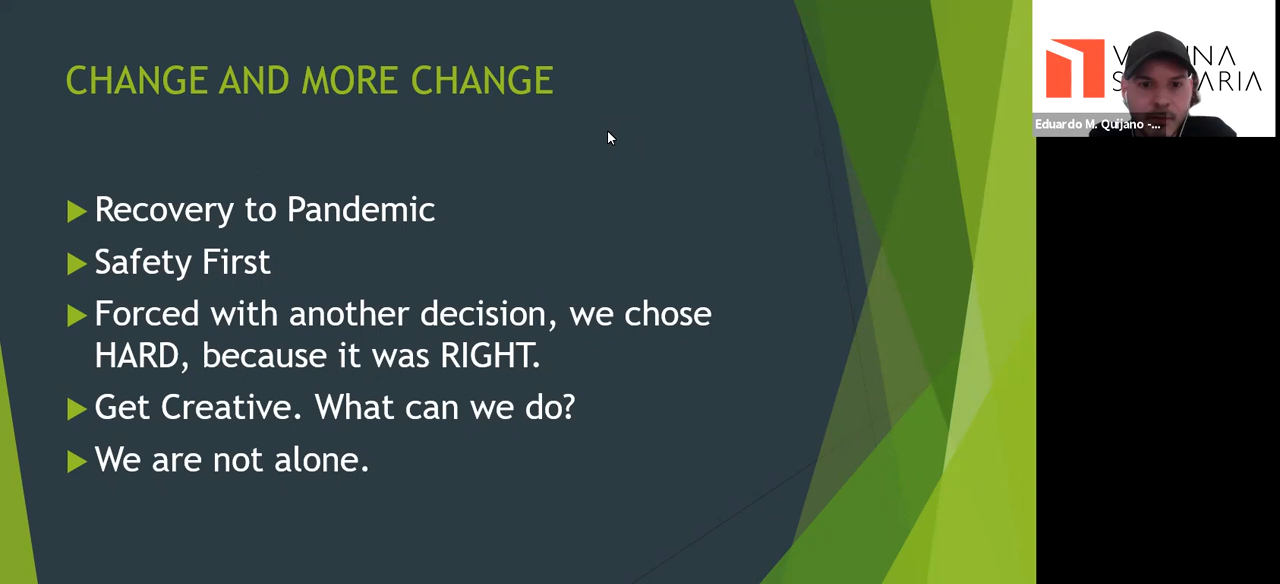 CHANGE AND MORE CHANGE
Recovery to Pandemic
Safety First
Forced with another decision, we chose
HARD, because it was RIGHT.
Get Creative. What can we do?
We are not alone.
Eduardo M. Quijano -...